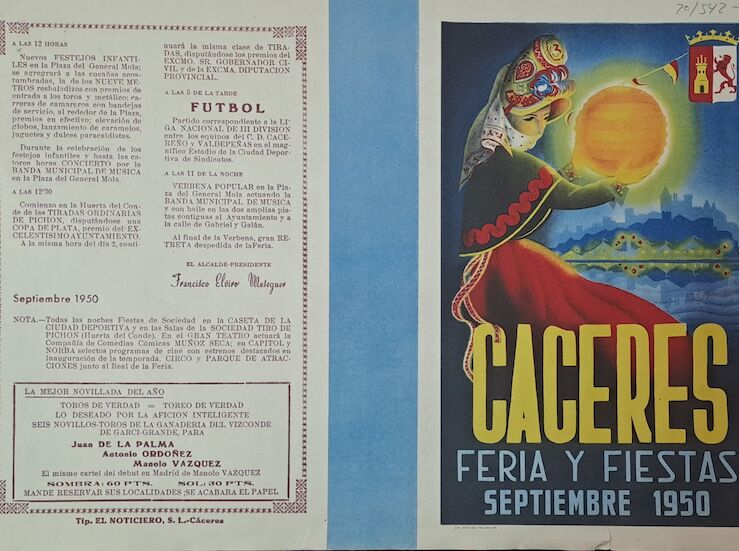 A LAS 12 HORAS
Nuevos FESTEJOS INFANTI-
LES en la Plaza del General Mola;
se agregrará a las cucañas acos-
tumbradas, la de los NUEVE ME-
TROS resbaladizos con premios de
entrada a los toros y metálico; ca-
rreras de camareros con bandejas
de servicio, al rededor de la Plaza,
premios en efectivo; elevación de
globos, lanzamiento de caramelos,
juguetes y dulces paracaidistas.
Durante la celebración de los
festejos infantiles y hasta las ca-
torce horas CONCIERTO por la
BANDA MUNICIPAL DE MUSICA
en la Plaza del General Mola.
A LAS 12'30
Comienzo en la Huerta del Con-
de de las TIRADAS ORDINARIAS
DE PICHON, disputándose una
COPA DE PLATA, premio del EX-
CELENTISIMO AYUNTAMIENTO.
A la misma hora del día 2, conti-
nuará la misma clase de TIRA-
DAS, disputándose los premios del
EXCMO. SR. GOBERNADOR CI-
VIL y de la EXCMA. DIPUTACION
PROVINCIAL.
A LAS 5 DE LA TARDE
FUTBOL
Partido correspondiente a la LI-
GA NACIONAL DE III DIVISION
entre los equipos del C. D. CACE-
REÑO y VALDEPEÑAS en el mag-
nífico Estadio de la Ciudad Depor-
tiva de Sindicatos.
A LAS 11 DE LA NOCHE
VERBENA POPULAR en la Pla-
za del General Mola actuando la
BANDA MUNICIPAL DE MUSICA
y con baile en las dos amplias pis-
tas contiguas al Ayuntamiento y a
la calle de Gabriel y Galán.
Al final de la Verbena, gran RE-
TRETA despedida de la Feria.
EL ALCALDE-PRESIDENTE
Francisco Elviro Meseguer
Septiembre 1950
NOTA.—Todas las noches Fiestas de Sociedad en la CASETA DE LA
CIUDAD DEPORTIVA y en las Salas de la SOCIEDAD TIRO DE
PICHON (Huerta del Conde). En el GRAN TEATRO actuará la
Compañía de Comedias Cómicas MUÑOZ SECA; en CAPITOL y
NORBA selectos programas de cine con estrenos destacados en
inauguración de la temporada. CIRCO y PARQUE DE ATRAC-
CIONES junto al Real de la Feria.
LA MEJOR NOVILLADA DEL AÑO
TOROS DE VERDAD = TOREO DE VERDAD
LO DESEADO POR LA AFICION INTELIGENTE
SEIS NOVILLOS-TOROS DE LA GANADERIA DEL VIZCONDE
DE GARCI-GRANDE, PARA
Juan DE LA PALMA
Antonio ORDOÑEZ
Manolo VAZQUEZ
El mismo cartel del debut en Madrid de Manolo VAZQUEZ
SOMBRA: 60 PTS. SOL: 30 PTS.
MANDE RESERVAR SUS LOCALIDADES ¡SE ACABARA EL PAPEL
Tip. EL NOTICIERO, S. L.-Cáceres
CACERES
FERIA Y FIESTAS
SEPTIEMBRE 1950